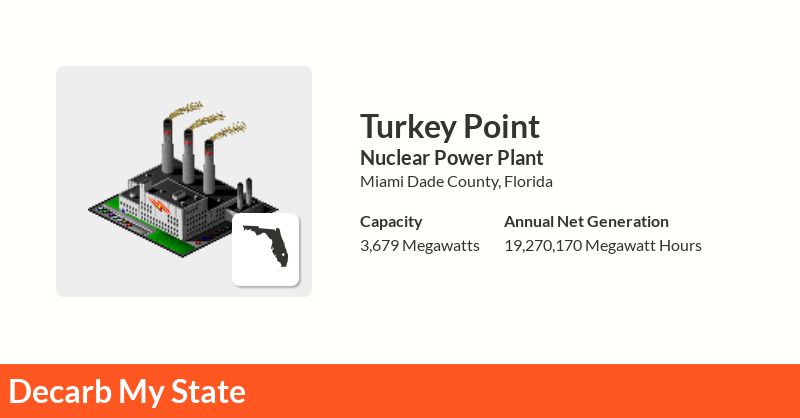 Turkey Point
Nuclear Power Plant
Miami Dade County, Florida
Capacity
3,679 Megawatts
Annual Net Generation
19,270,170 Megawatt Hours
Decarb My State